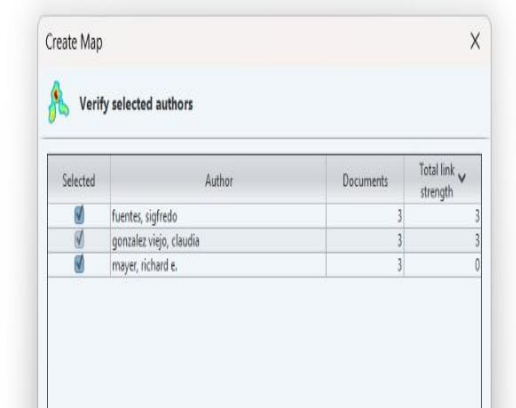 Create Map
Verify selected authors
Selected Author Documents Total link strength
fuentes, sigfredo 3 3
gonzalez viejo, claudia 3 3
mayer, richard e. 3 0